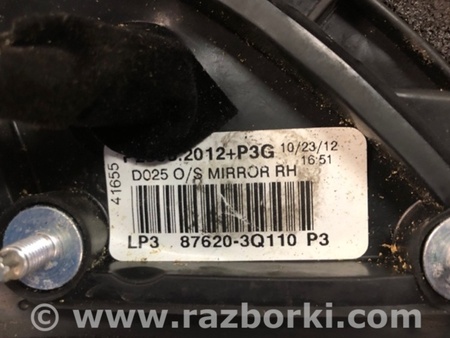 .2012+P3G 10/23/12
16:51
41655
D025 O/S MIRROR RH
LP3 87620-3Q110 P3
© www.razborki.com